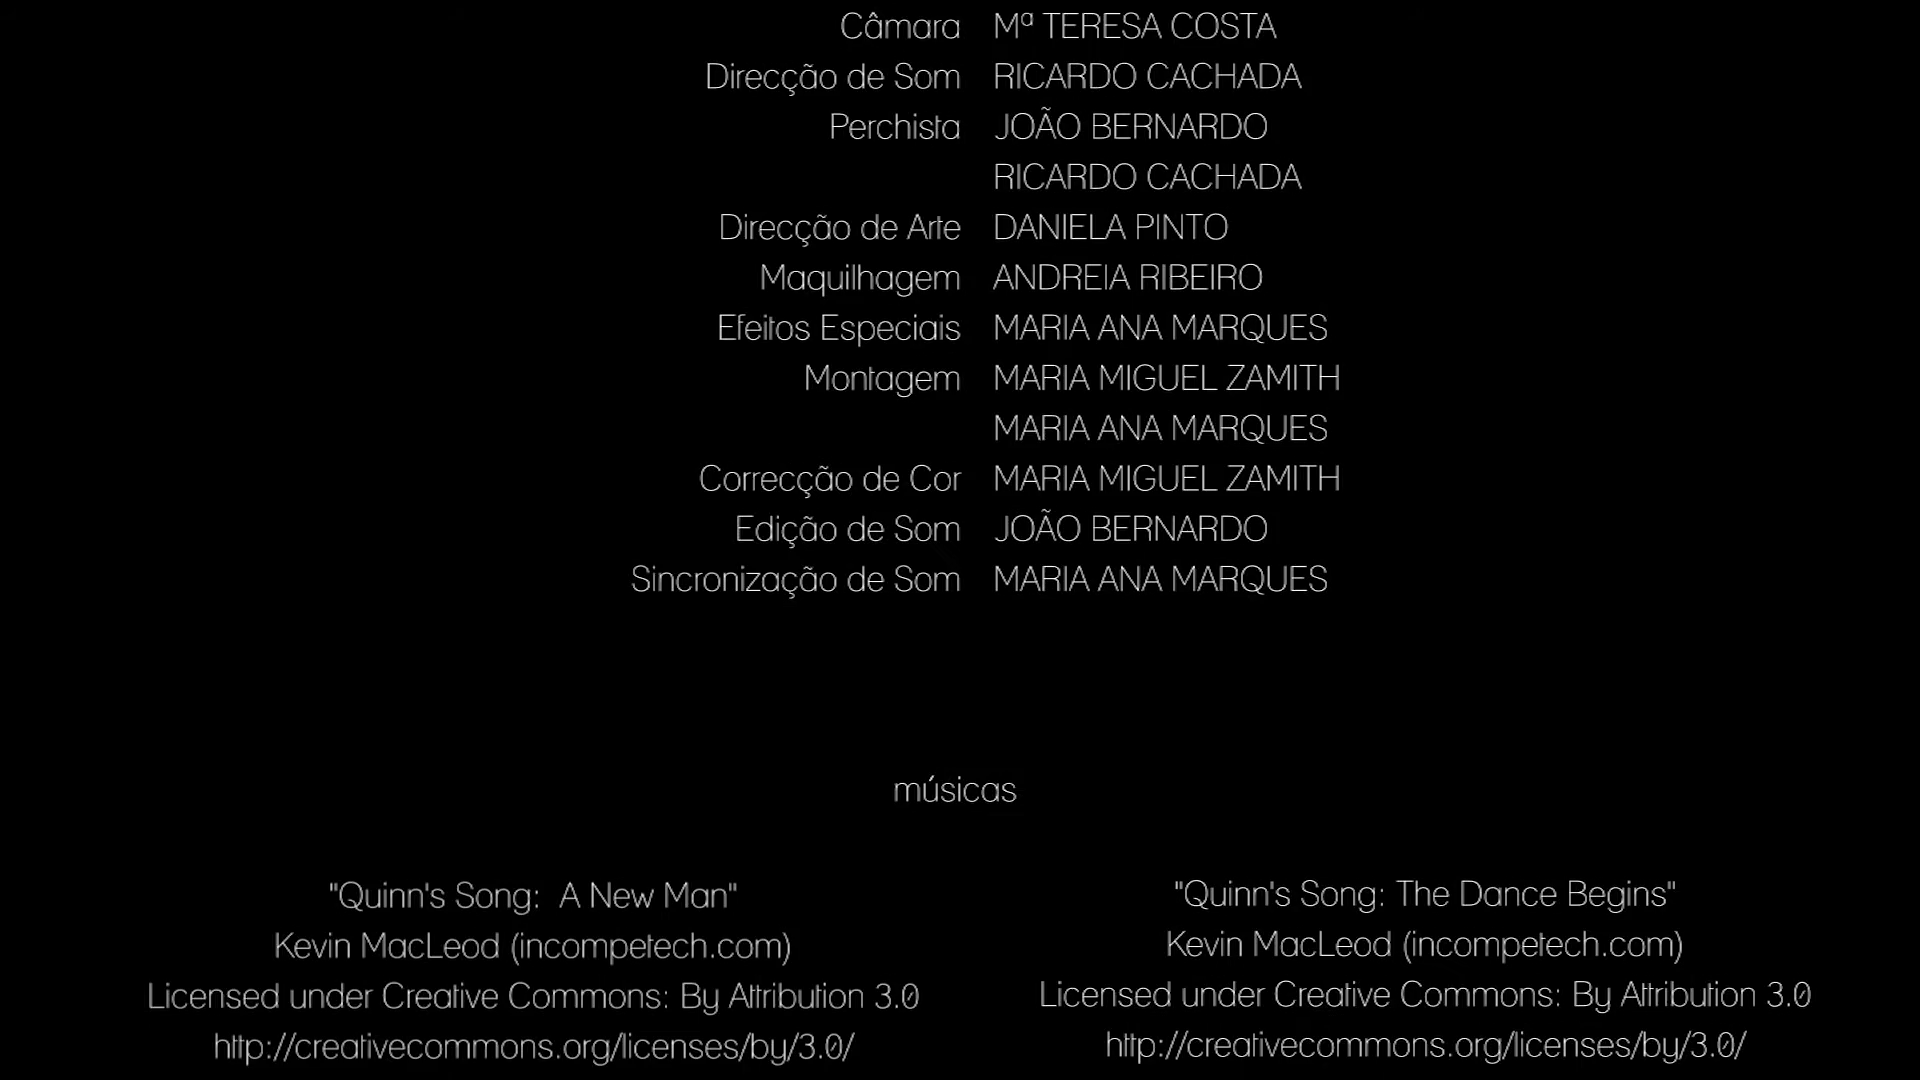 Câmara Mª TERESA COSTA
Direcção de Som RICARDO CACHADA
Perchista JOÃO BERNARDO
RICARDO CACHADA
Direcção de Arte DANIELA PINTO
Maquilhagem ANDREIA RIBEIRO
Efeitos Especiais MARIA ANA MARQUES
Montagem MARIA MIGUEL ZAMITH
MARIA ANA MARQUES
Correcção de Cor MARIA MIGUEL ZAMITH
Edição de Som JOÃO BERNARDO
Sincronização de Som MARIA ANA MARQUES
músicas
"Quinn's Song:  A New Man"
Kevin MacLeod (incompetech.com)
Licensed under Creative Commons: By Attribution 3.0
http://creativecommons.org/licenses/by/3.0/
"Quinn's Song: The Dance Begins"
Kevin MacLeod (incompetech.com)
Licensed under Creative Commons: By Attribution 3.0
http://creativecommons.org/licenses/by/3.0/